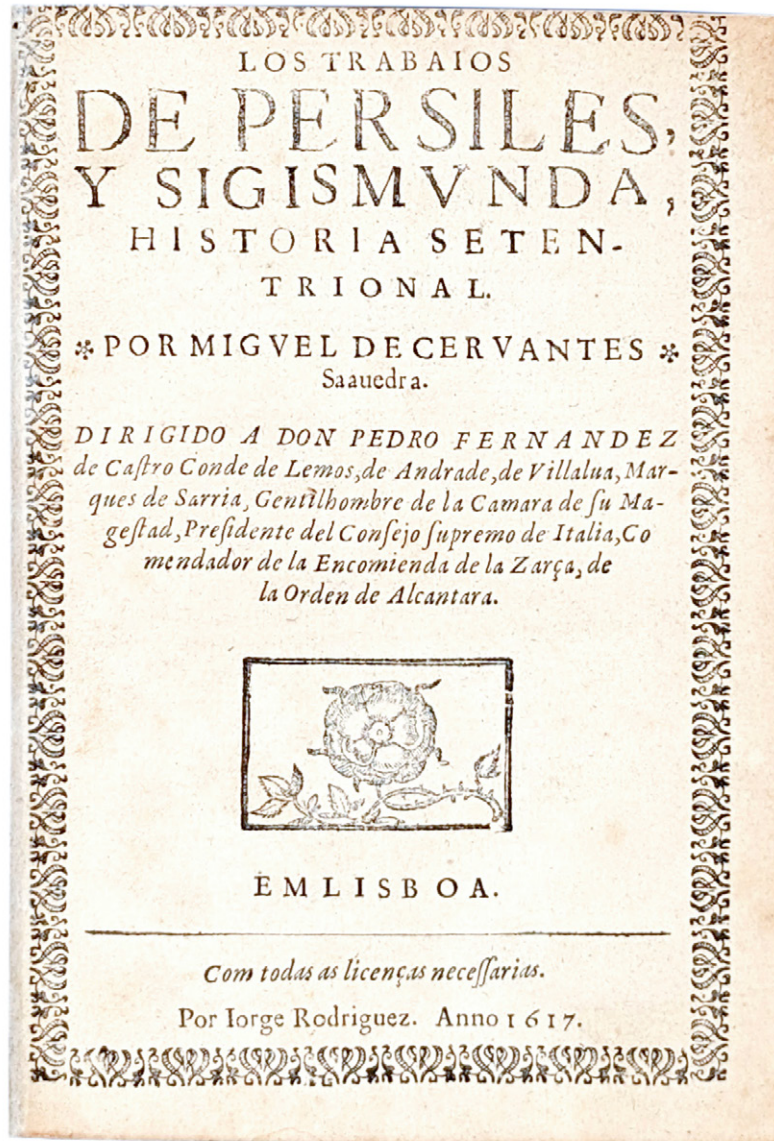 LOS TRABAIOS
DE PERSILES,
Y SIGISMVNDA,
HISTORIA SETEN-
TRIONAL.
POR MIGVEL DE CERVANTES
Saauedra.
DIRIGIDO A DON PEDRO FERNANDEZ
de Caſtro Conde de Lemos, de Andrade, de Villalua, Mar-
ques de Sarria, Gentilhombre de la Camara de ſu Ma-
geſtad, Preſidente del Conſejo ſupremo de Italia, Co
mendador de la Encomienda de la Zarça, de
la Orden de Alcantara.
EM LISBOA.
Com todas as licenças neceſſarias.
Por Iorge Rodriguez. Anno 1617.